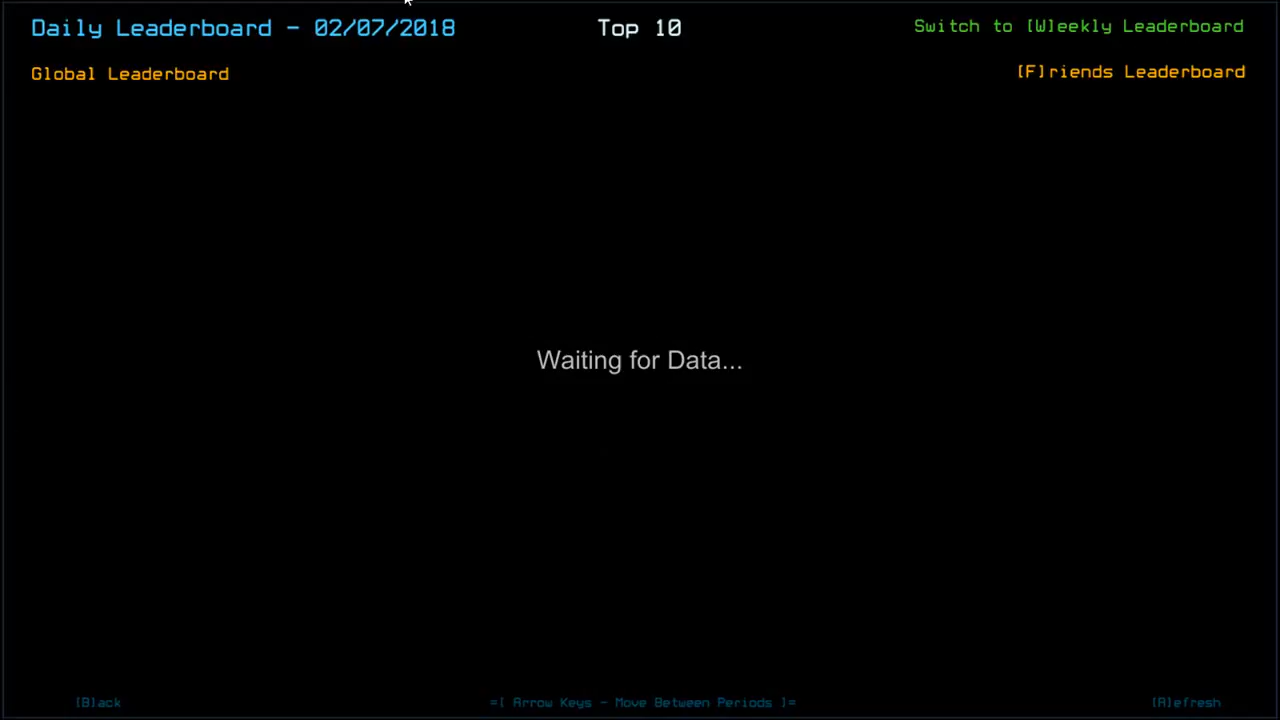 Daily Leaderboard - 02/07/2018
Top 10
Switch to [W]eekly Leaderboard
Global Leaderboard
[F]riends Leaderboard
Waiting for Data...
[B]ack
=[ Arrow Keys - Move Between Periods ]=
[R]efresh